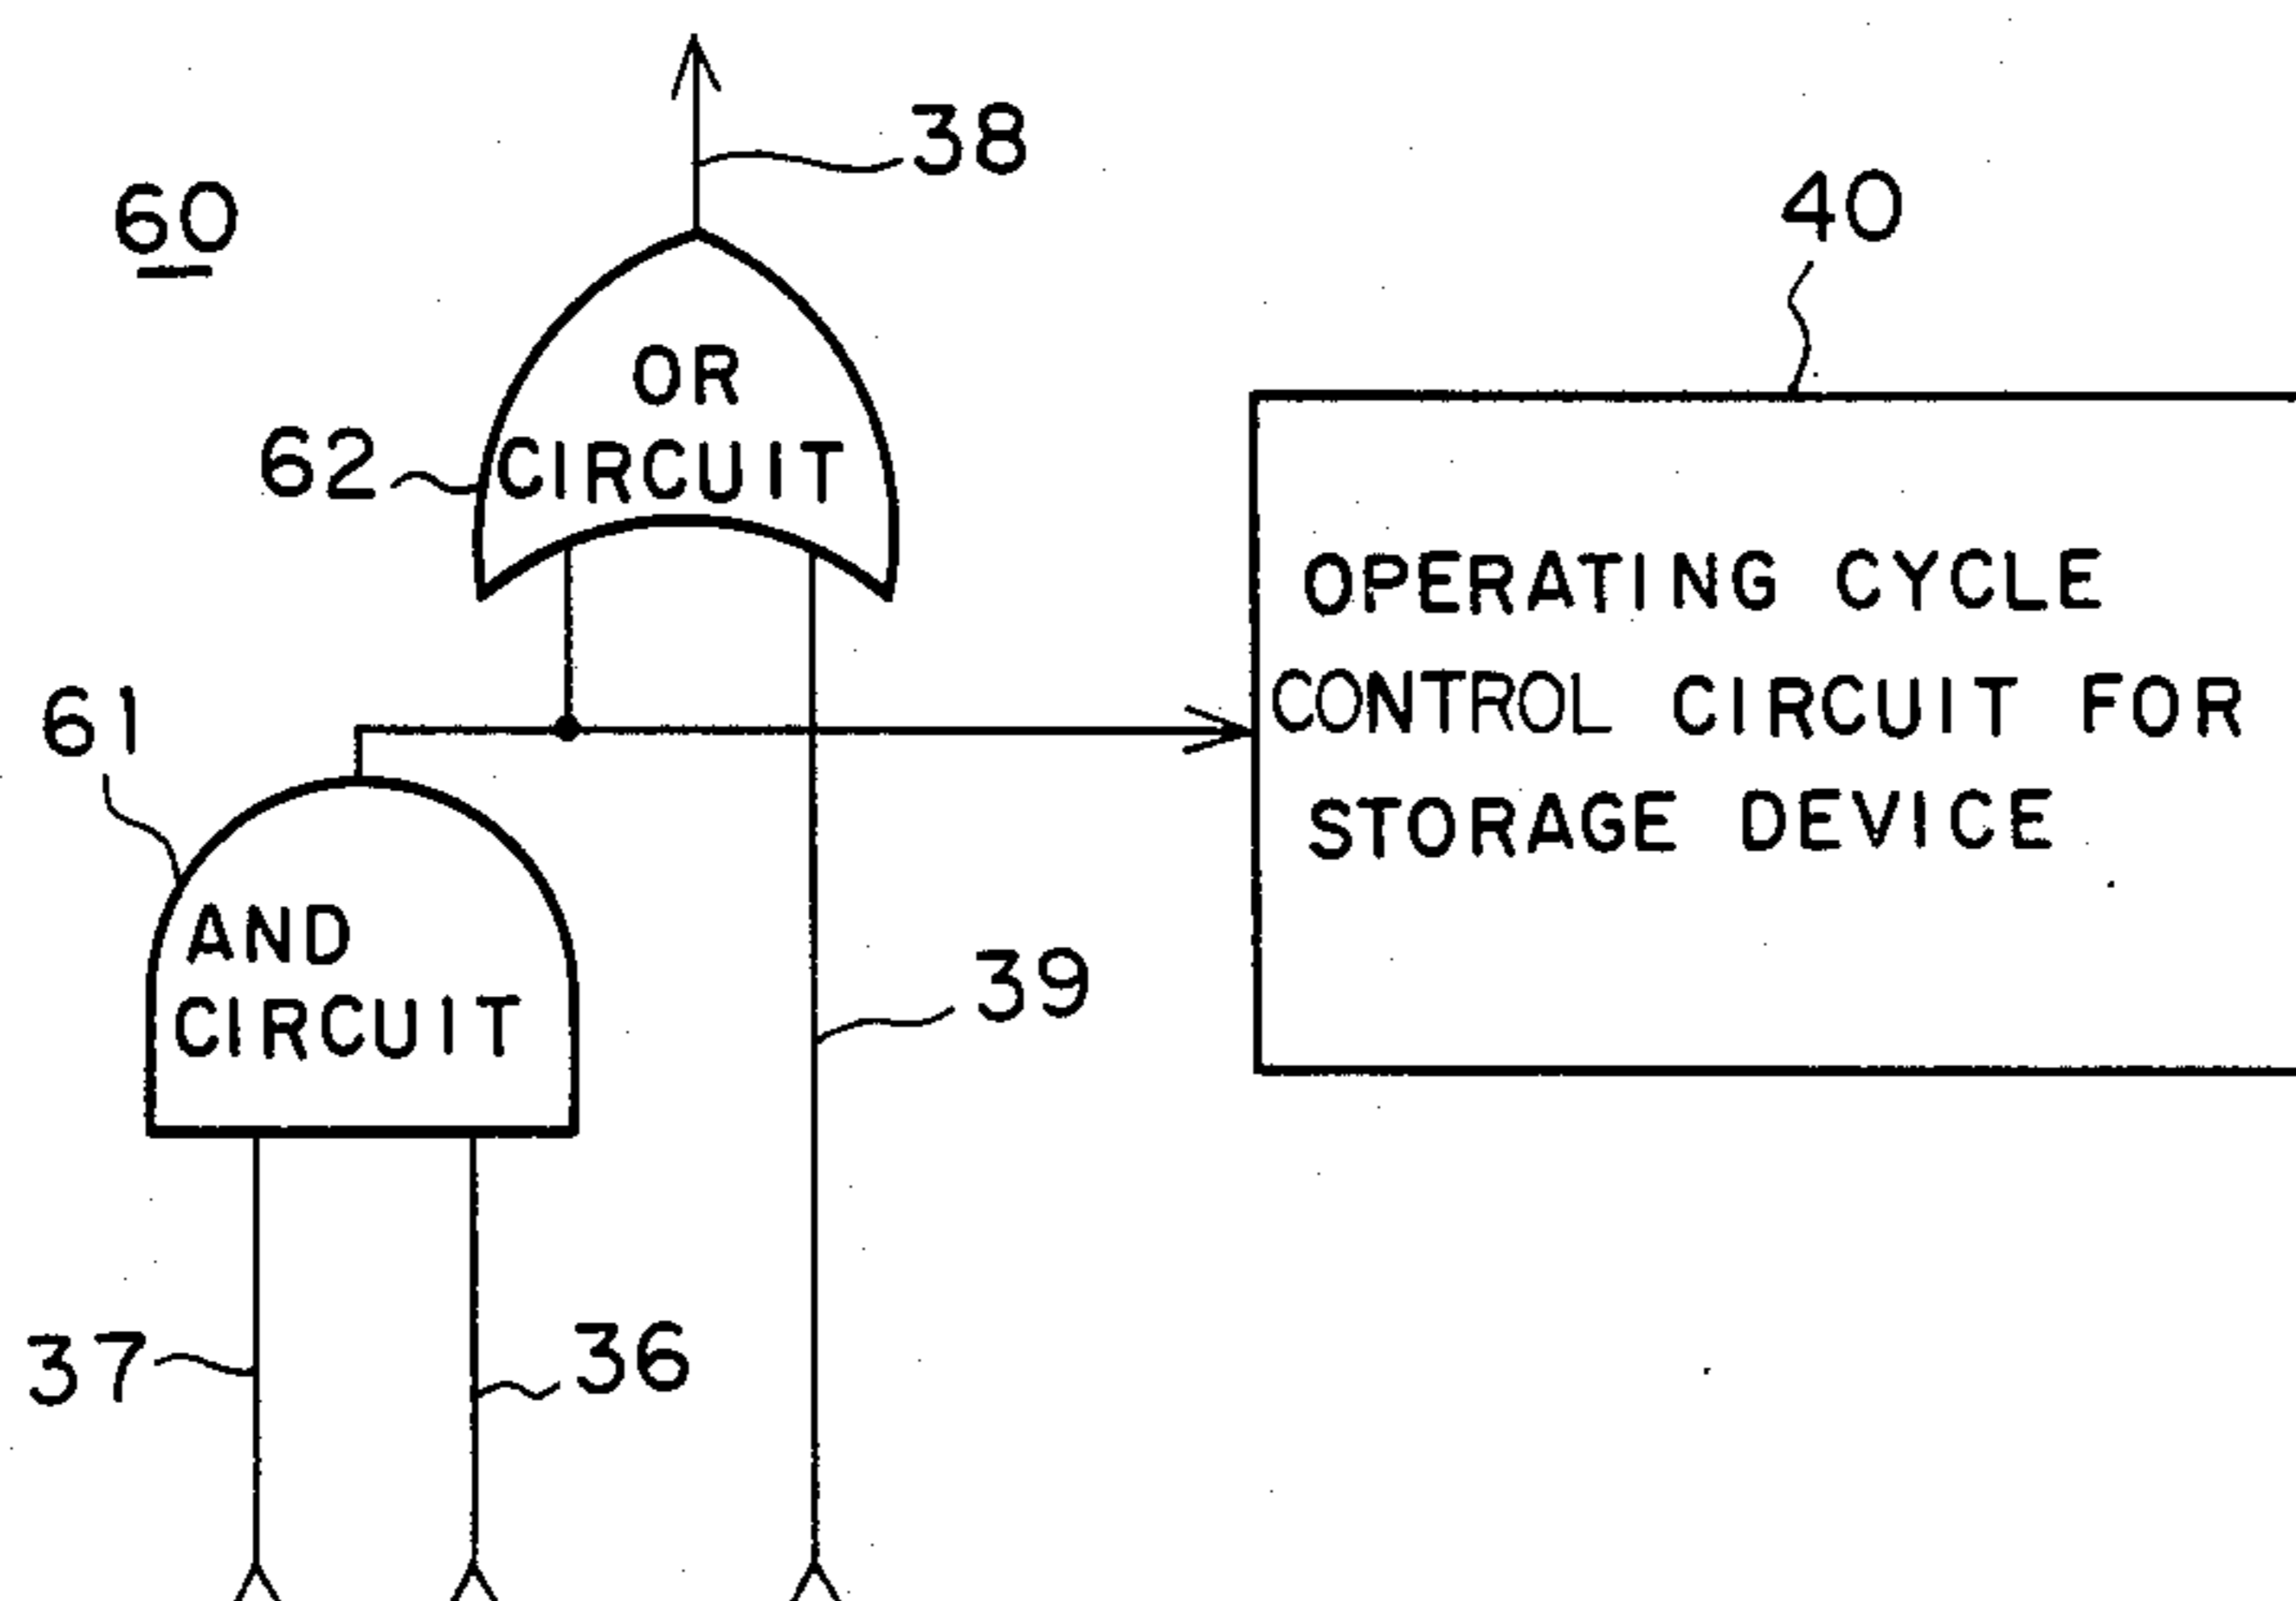 38
60
40
OR
CIRCUIT
62
OPERATING CYCLE
CONTROL CIRCUIT FOR
STORAGE DEVICE
61
AND
CIRCUIT
39
37
36